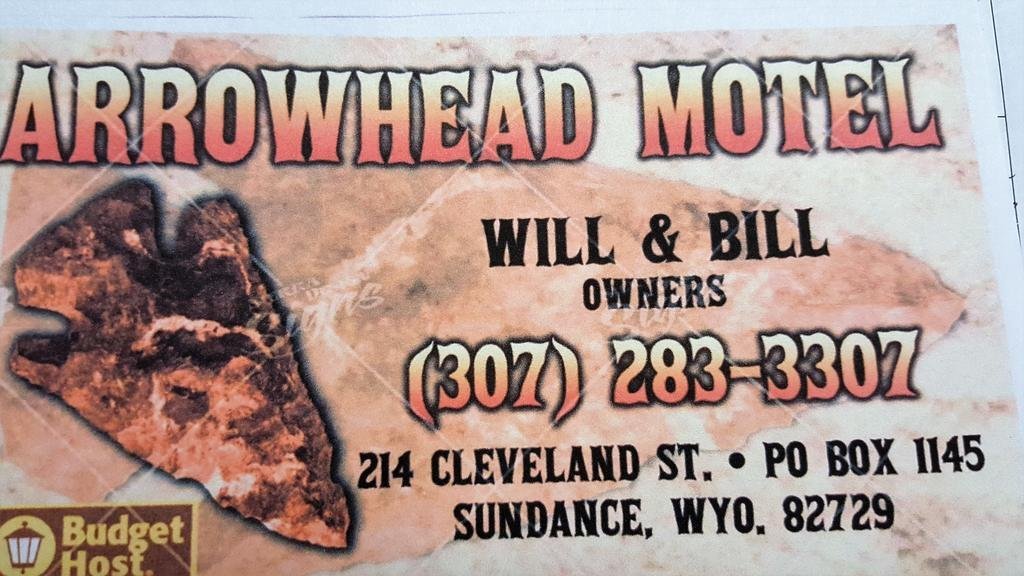 ARROWHEAD MOTEL
WILL & BILL
OWNERS
(307) 283-3307
214 CLEVELAND ST. • PO BOX 1145
SUNDANCE, WYO. 82729
Budget
Host.